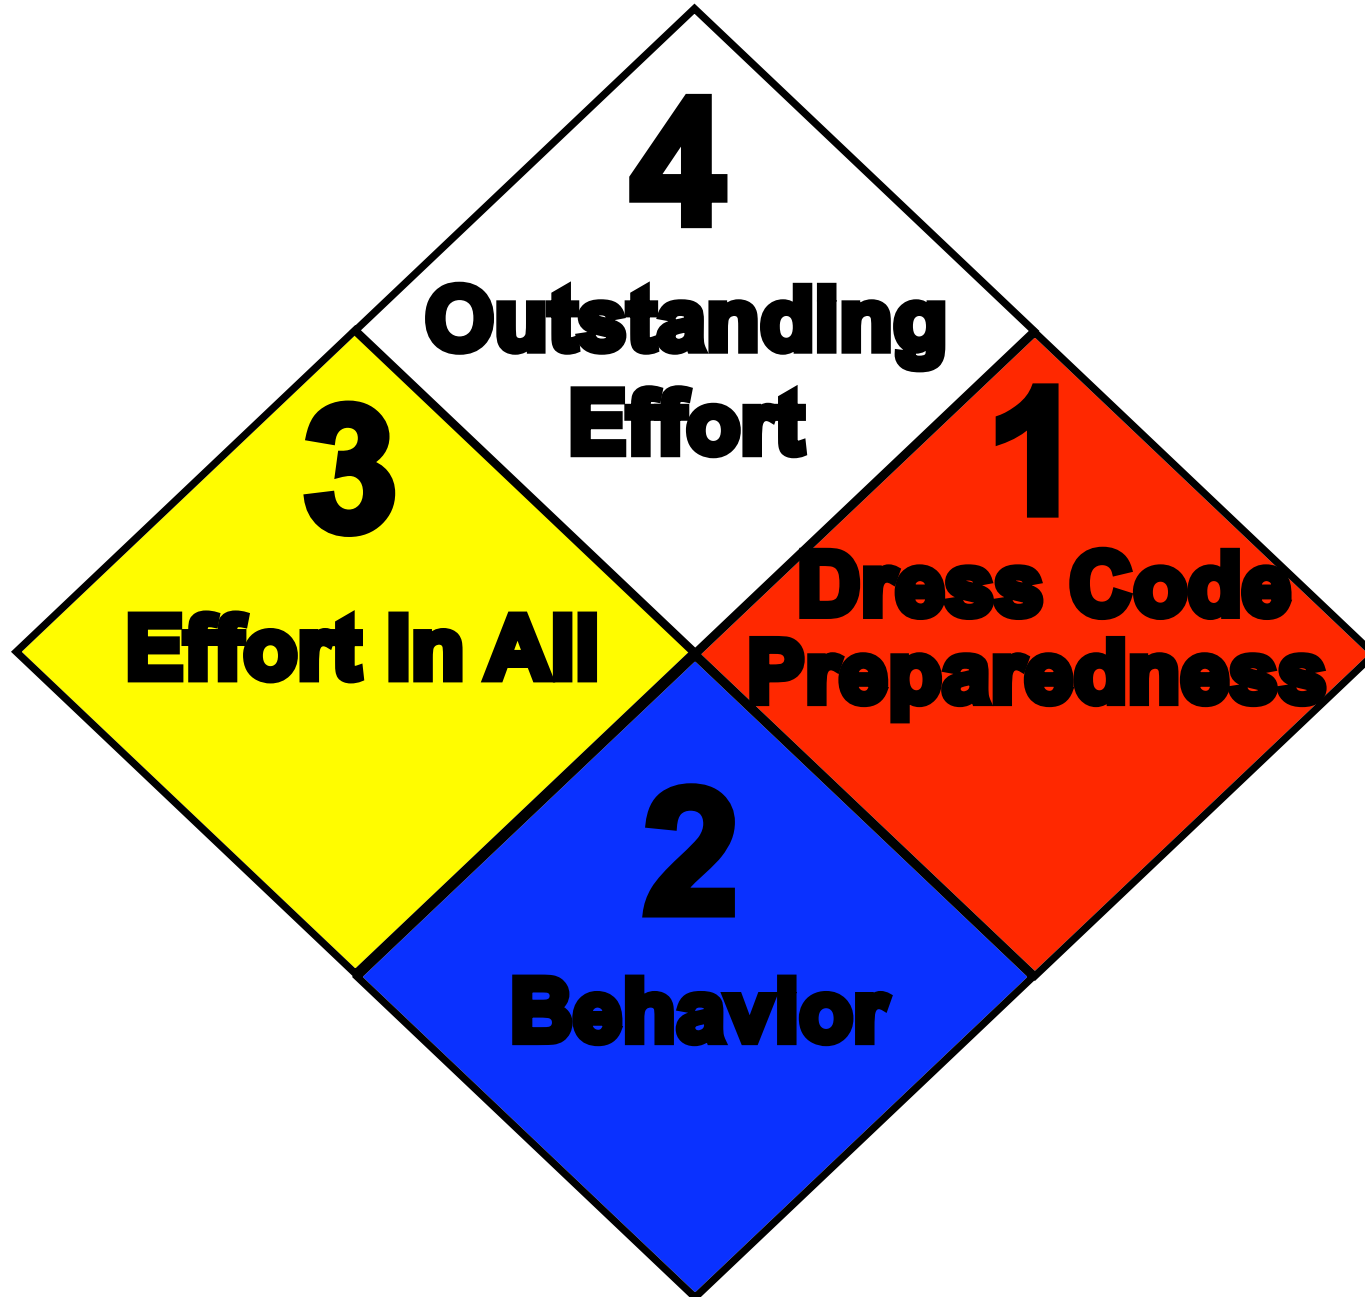 4
Outstanding
Effort
3
Effort In All
1
Dress Code
Preparedness
2
Behavior